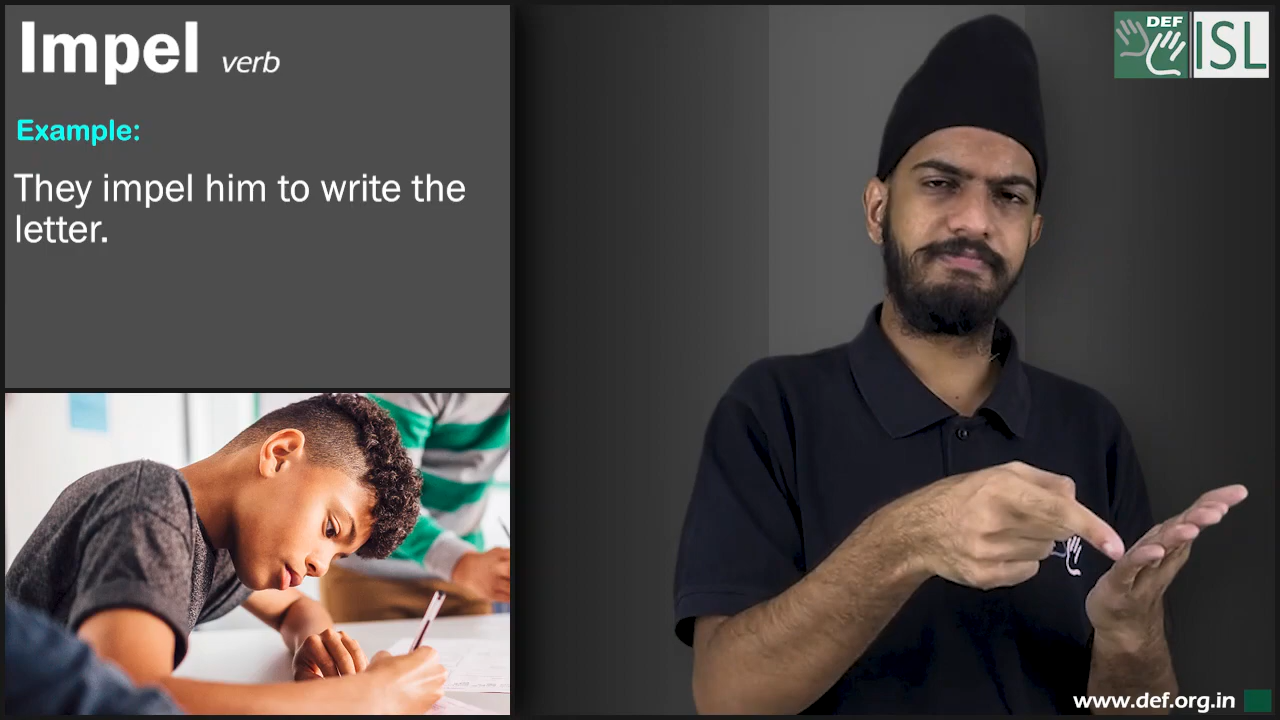 Impel verb
Example:
They impel him to write the
letter.
DEF
ISL
www.def.org.in